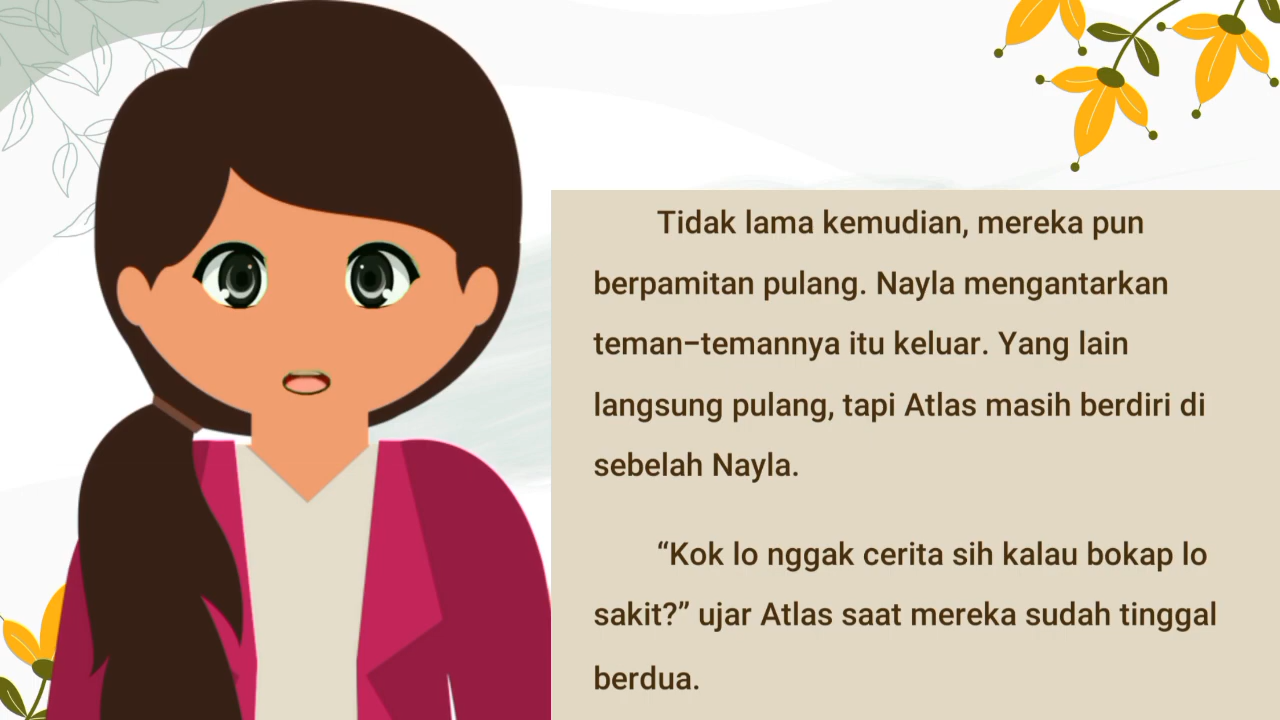 Tidak lama kemudian, mereka pun
berpamitan pulang. Nayla mengantarkan
teman-temannya itu keluar. Yang lain
langsung pulang, tapi Atlas masih berdiri di
sebelah Nayla.
“Kok lo nggak cerita sih kalau bokap lo
sakit?” ujar Atlas saat mereka sudah tinggal
berdua.